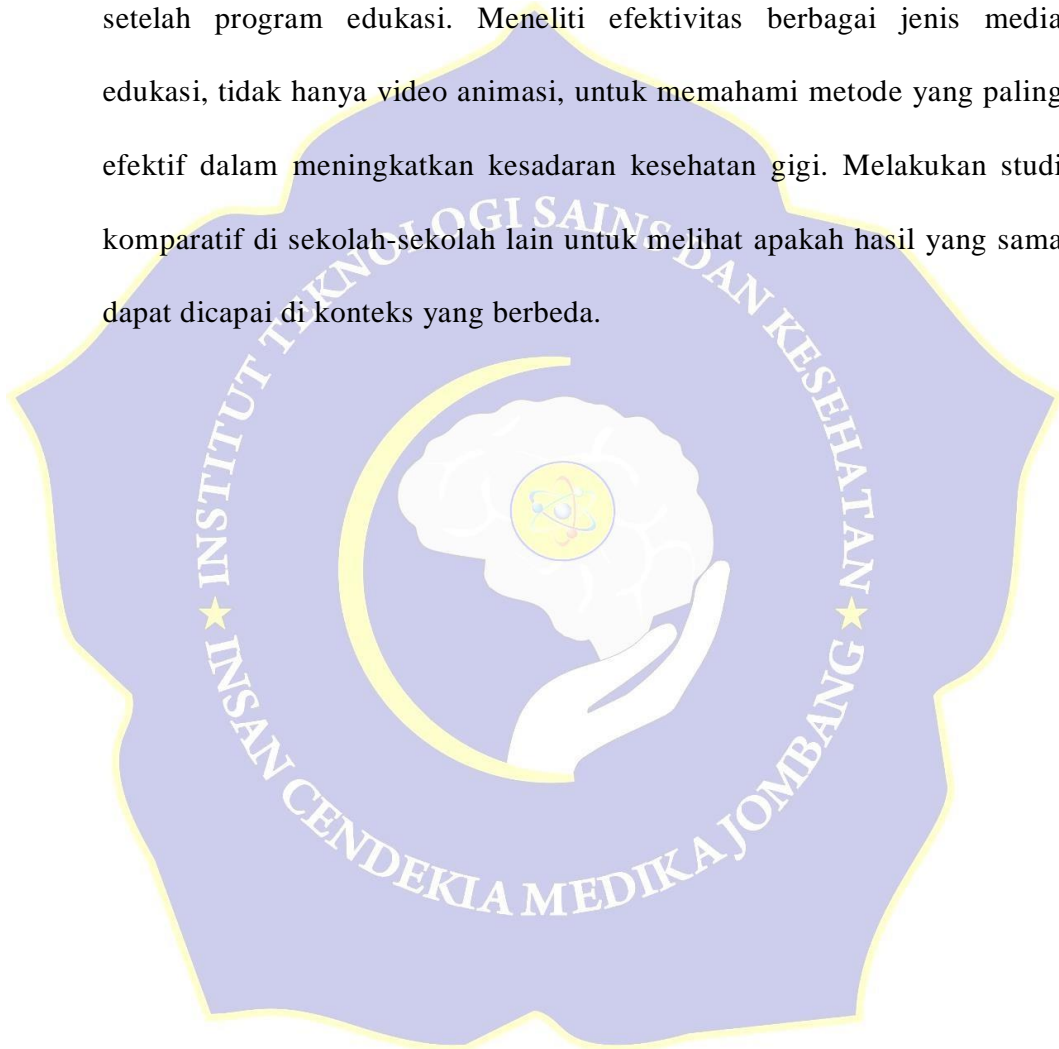 setelah program edukasi. Meneliti efektivitas berbagai jenis media
edukasi, tidak hanya video animasi, untuk memahami metode yang paling
efektif dalam meningkatkan kesadaran kesehatan gigi. Melakukan studi
komparatif di sekolah-sekolah lain untuk melihat apakah hasil yang sama
dapat dicapai di konteks yang berbeda.
INSTITUT TEKNOLOGI SAINS DAN KESEHATAN
INSAN CENDEKIA MEDIKA JOMBANG